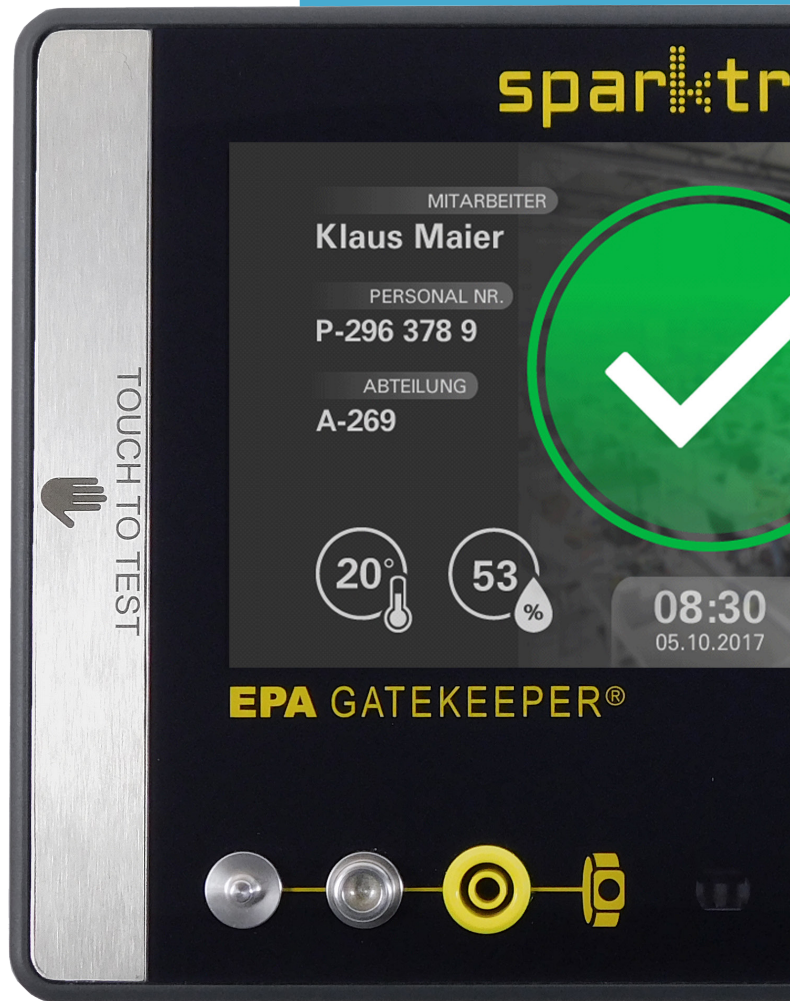 sparktr
MITARBEITER
Klaus Maier
PERSONAL NR.
P-296 378 9
ABTEILUNG
A-269
TOUCH TO TEST
20°
53
%
08:30
05.10.2017
EPA GATEKEEPER®